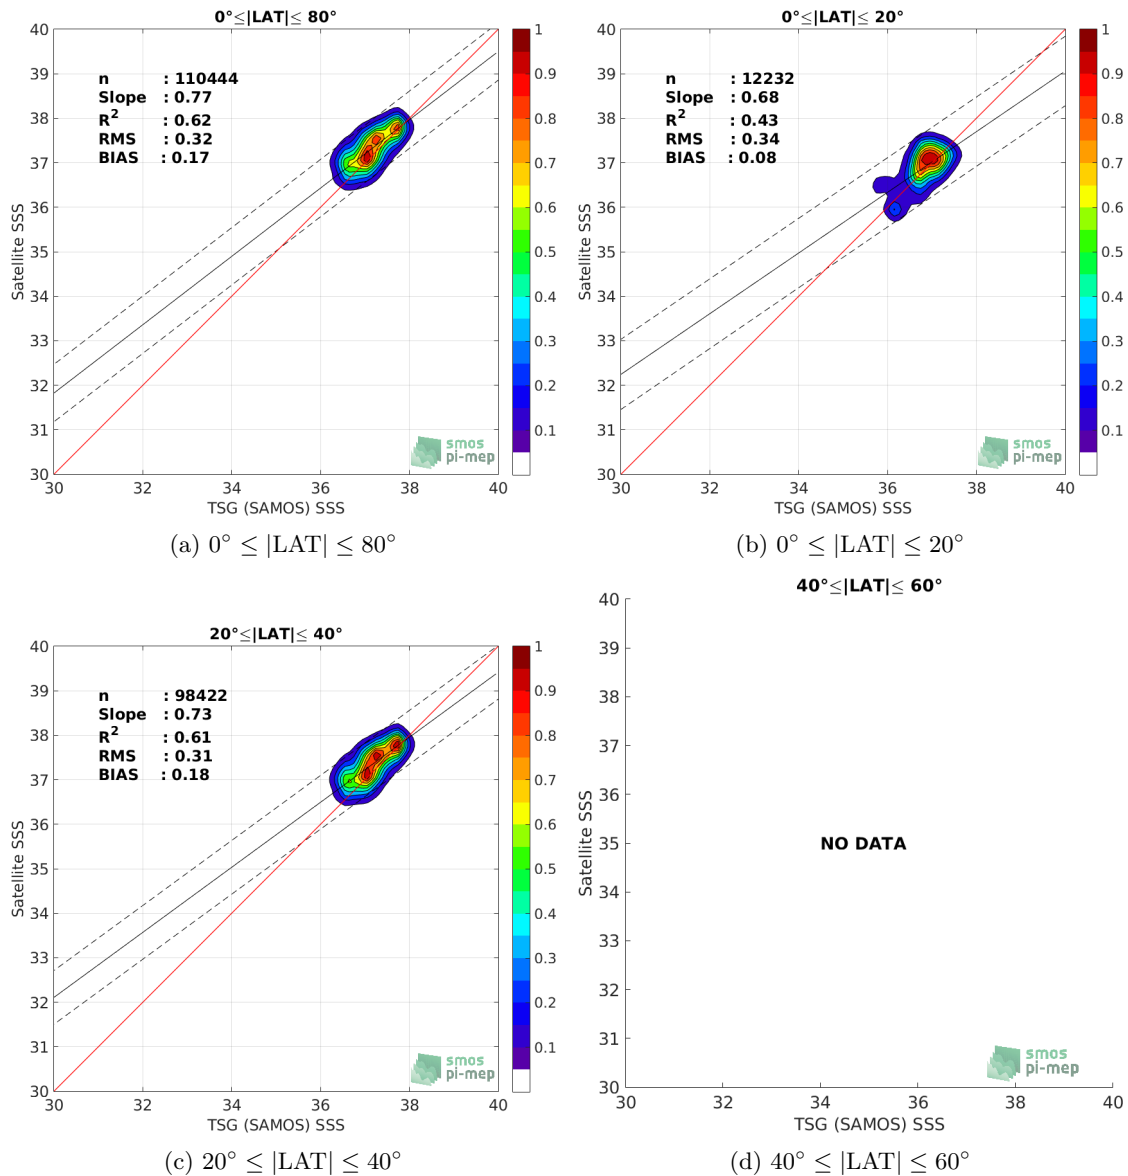 0°≤|LAT|≤ 80°
40
39
38
37
36
35
34
33
32
31
30
Satellite SSS
n : 110444
Slope : 0.77
R² : 0.62
RMS : 0.32
BIAS : 0.17
smos
pi-mep
30 32 34 36 38 40
TSG (SAMOS) SSS
1
0.9
0.8
0.7
0.6
0.5
0.4
0.3
0.2
0.1
(a) 0° ≤ |LAT| ≤ 80°
0°≤|LAT|≤ 20°
40
39
38
37
36
35
34
33
32
31
30
Satellite SSS
n : 12232
Slope : 0.68
R² : 0.43
RMS : 0.34
BIAS : 0.08
smos
pi-mep
30 32 34 36 38 40
TSG (SAMOS) SSS
1
0.9
0.8
0.7
0.6
0.5
0.4
0.3
0.2
0.1
(b) 0° ≤ |LAT| ≤ 20°
20°≤|LAT|≤ 40°
40
39
38
37
36
35
34
33
32
31
30
Satellite SSS
n : 98422
Slope : 0.73
R² : 0.61
RMS : 0.31
BIAS : 0.18
smos
pi-mep
30 32 34 36 38 40
TSG (SAMOS) SSS
1
0.9
0.8
0.7
0.6
0.5
0.4
0.3
0.2
0.1
(c) 20° ≤ |LAT| ≤ 40°
40°≤|LAT|≤ 60°
40
39
38
37
36
35
34
33
32
31
30
Satellite SSS
NO DATA
smos
pi-mep
30 32 34 36 38 40
TSG (SAMOS) SSS
(d) 40° ≤ |LAT| ≤ 60°